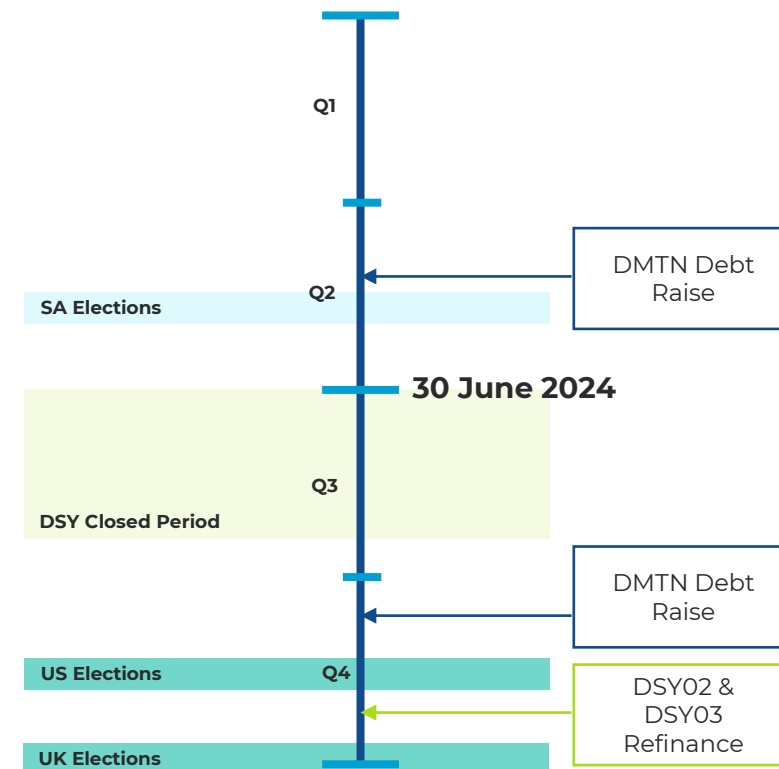 Q1
DMTN Debt
Raise
Q2
SA Elections
30 June 2024
Q3
DSY Closed Period
DMTN Debt
Raise
US Elections
Q4
DSY02 &
DSY03
Refinance
UK Elections